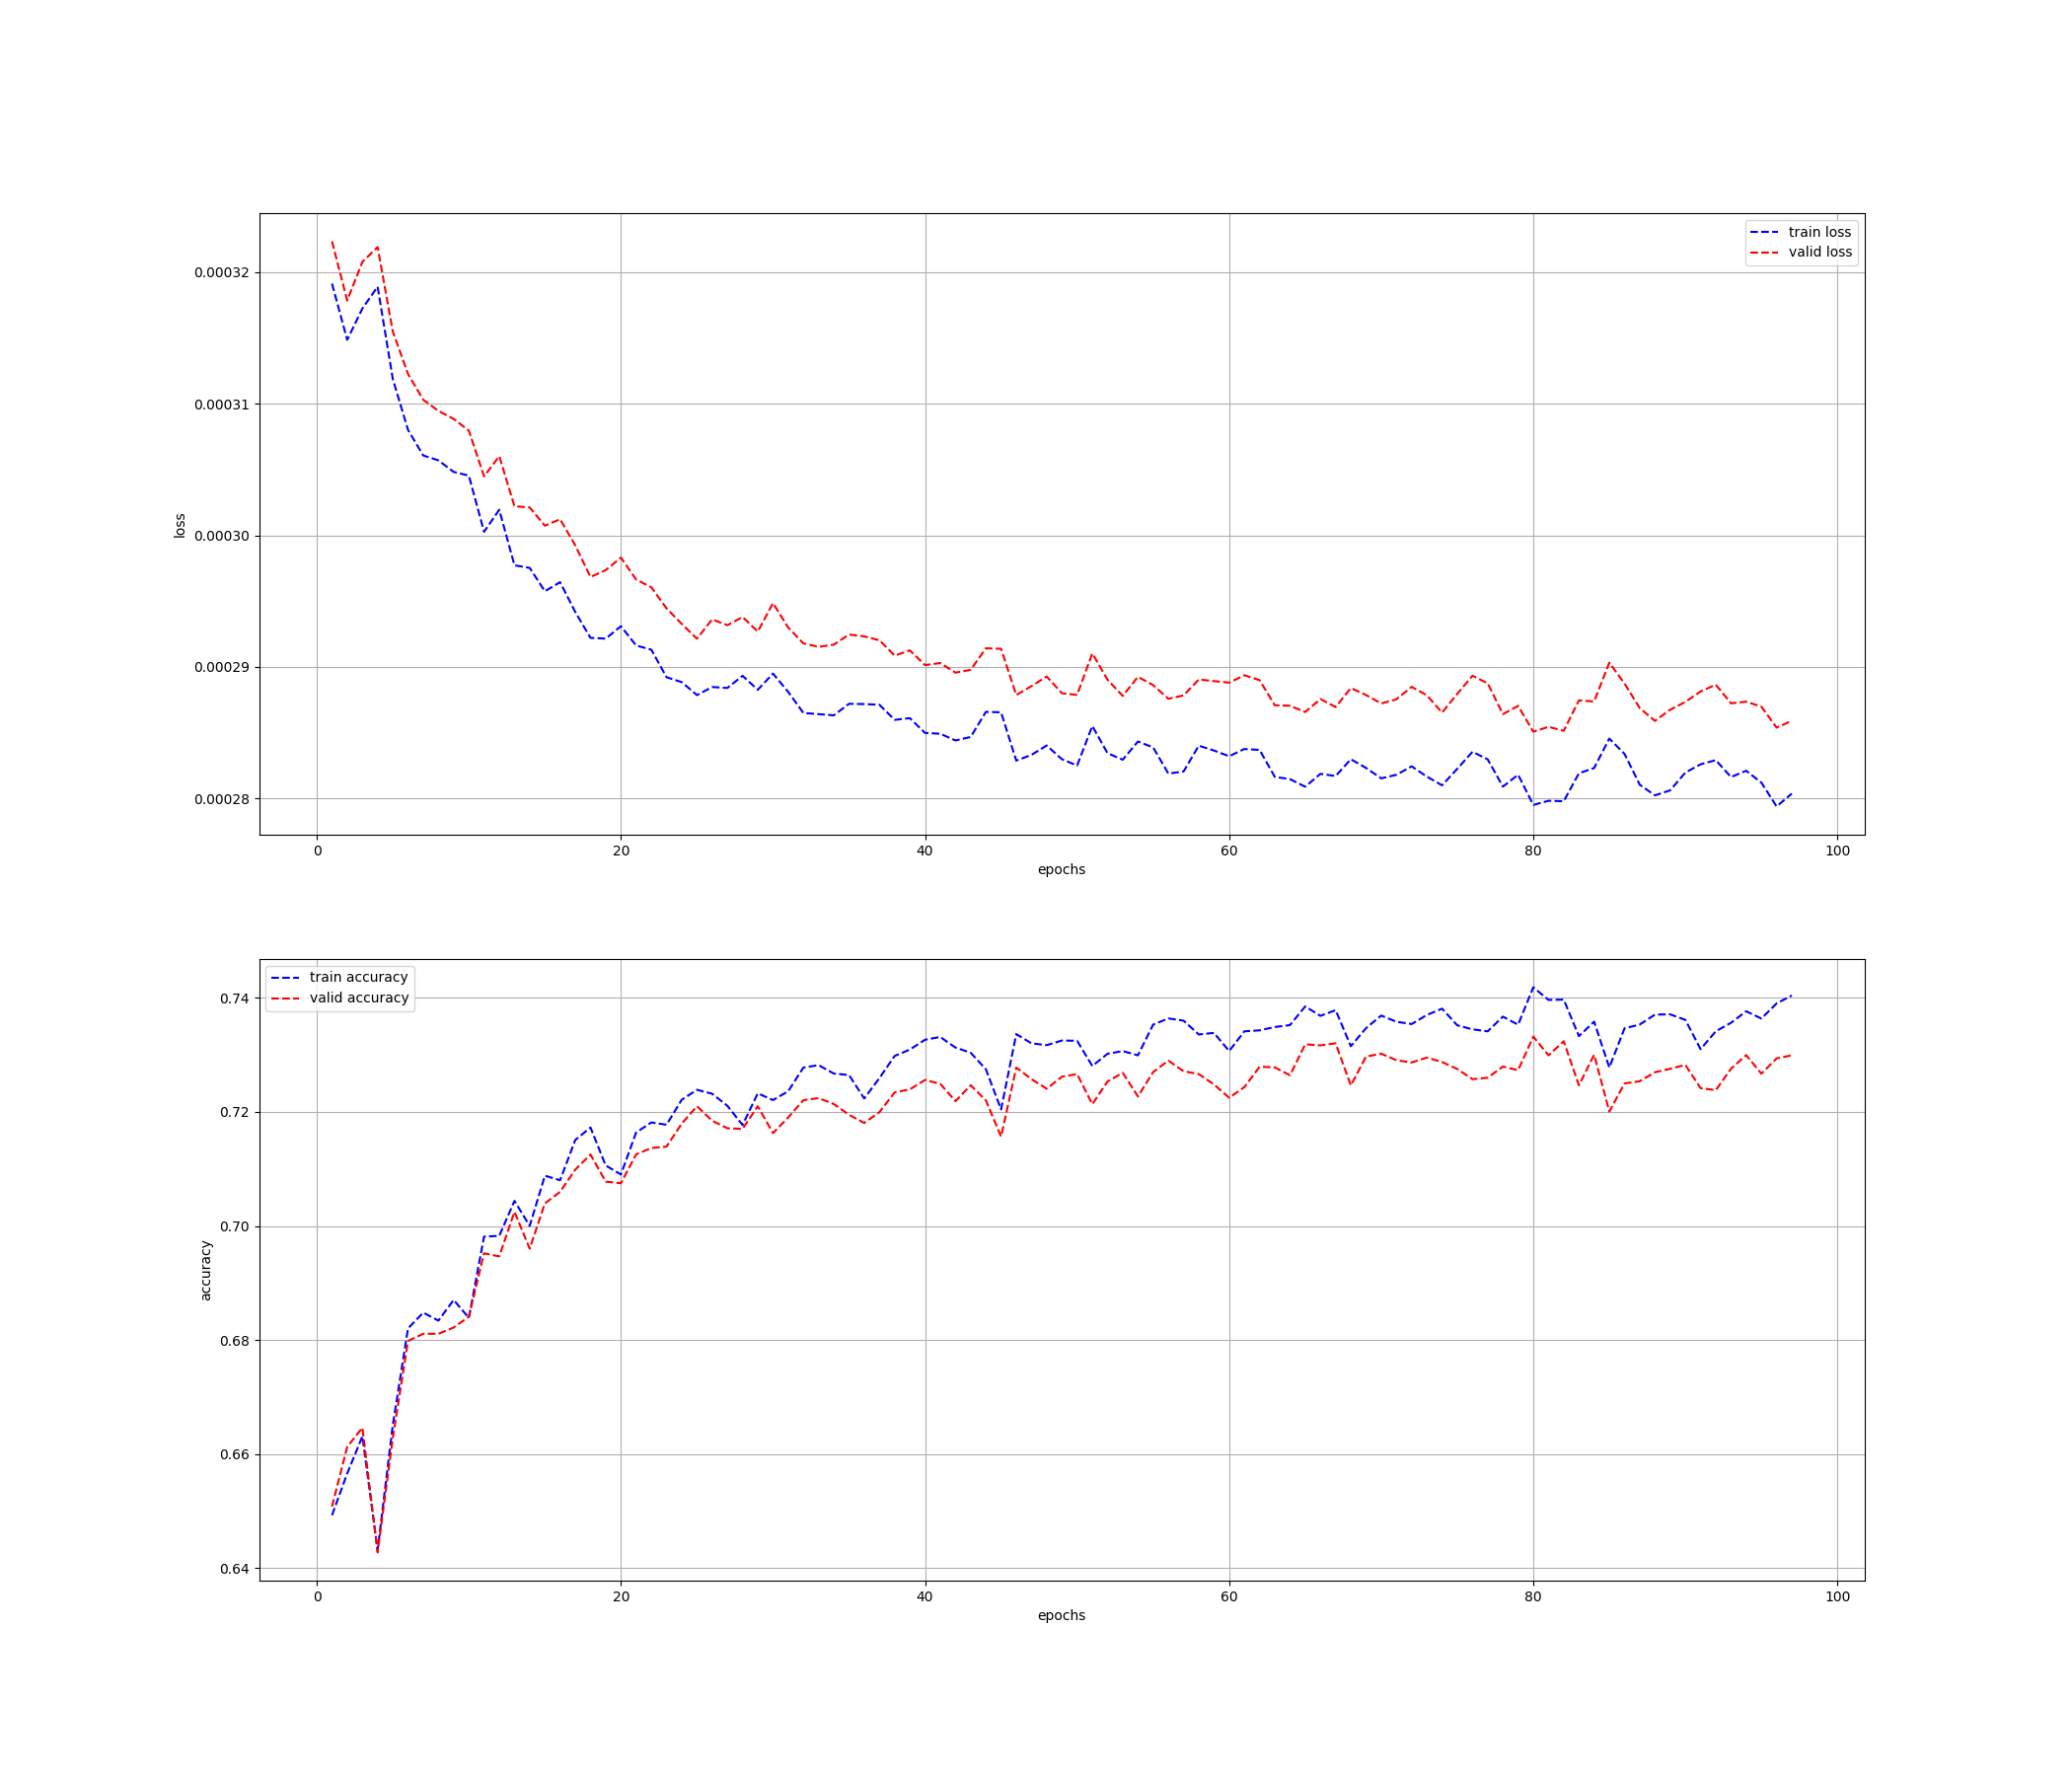 train loss
valid loss
0.00032
0.00031
0.00030
0.00029
0.00028
loss
0 20 40 60 80 100
epochs
train accuracy
valid accuracy
0.74
0.72
0.70
0.68
0.66
0.64
accuracy
0 20 40 60 80 100
epochs